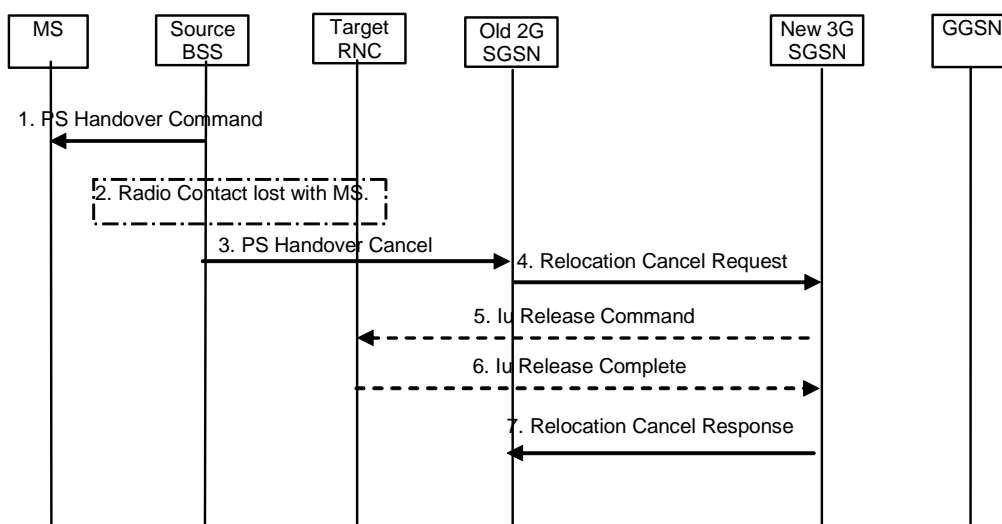 MS
Source
BSS
Target
RNC
Old 2G
SGSN
New 3G
SGSN
GGSN
1. PS Handover Command
2. Radio Contact lost with MS.
3. PS Handover Cancel
4. Relocation Cancel Request
5. Iu Release Command
6. Iu Release Complete
7. Relocation Cancel Response